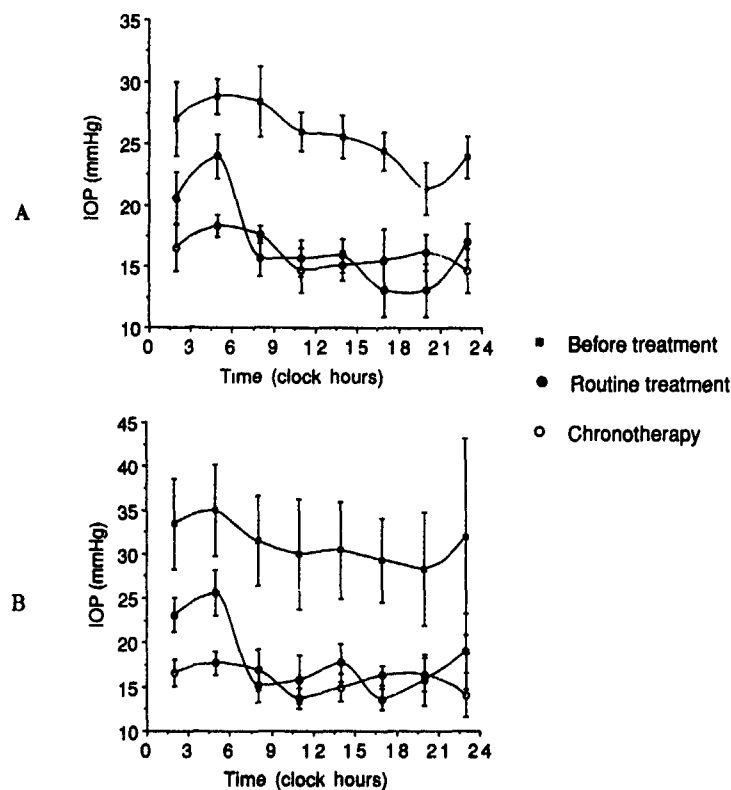 A
IOP (mmHg)
35
30
25
20
15
10
0 3 6 9 12 15 18 21 24
Time (clock hours)
Before treatment
Routine treatment
Chronotherapy
B
IOP (mmHg)
45
40
35
30
25
20
15
10
0 3 6 9 12 15 18 21 24
Time (clock hours)